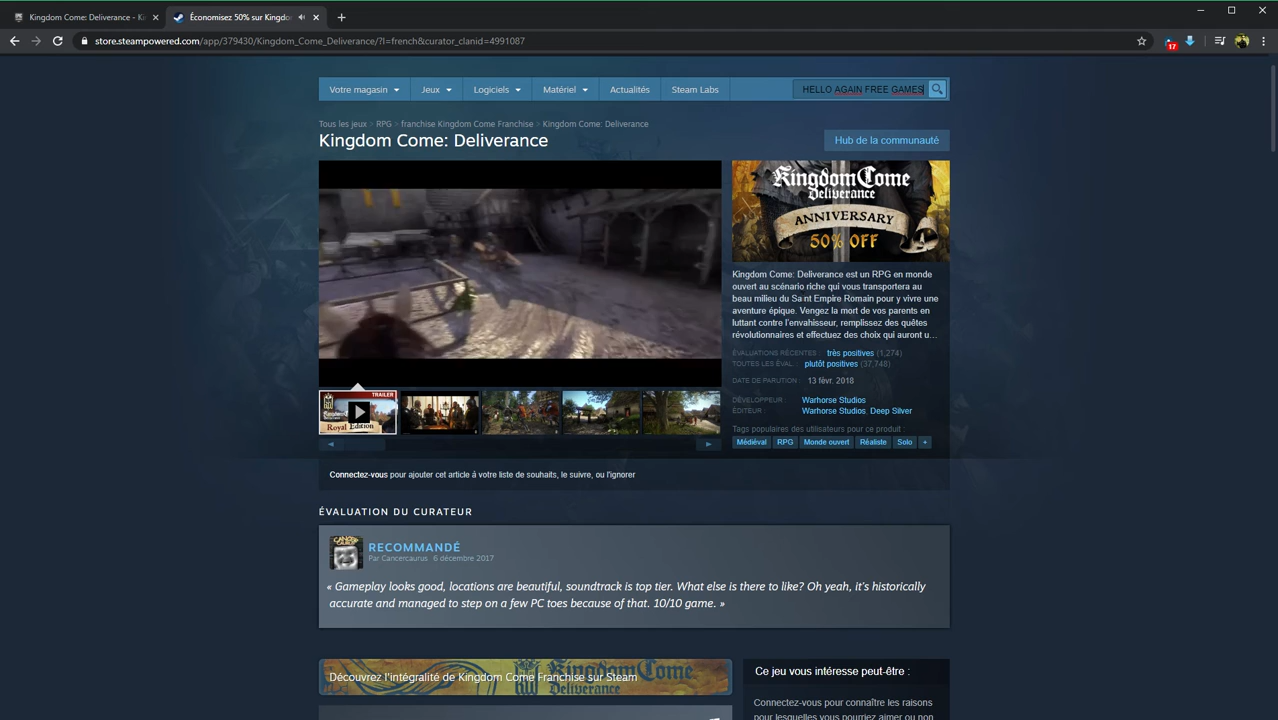 Kingdom Come: Deliverance - Ki
Économisez 50% sur Kingdo
store.steampowered.com/app/379430/Kingdom_Come_Deliverance/?l=french&curator_clanid=4991087
17
Votre magasin
Jeux
Logiciels
Matériel
Actualités
Steam Labs
HELLO AGAIN FREE GAMES
Tous les jeux > RPG > franchise Kingdom Come Franchise > Kingdom Come: Deliverance
Kingdom Come: Deliverance
Hub de la communauté
Kingdom Come
Deliverance
ANNIVERSARY
50% OFF
Kingdom Come: Deliverance est un RPG en monde
ouvert au scénario riche qui vous transportera au
beau milieu du Saint Empire Romain pour y vivre une
aventure épique. Vengez la mort de vos parents en
luttant contre l'envahisseur, remplissez des quêtes
révolutionnaires et effectuez des choix qui auront u...
ÉVALUATIONS RÉCENTES : très positives (1,274)
TOUTES LES ÉVAL. : plutôt positives (37,748)
DATE DE PARUTION : 13 févr. 2018
DÉVELOPPEUR : Warhorse Studios
ÉDITEUR : Warhorse Studios, Deep Silver
Tags populaires des utilisateurs pour ce produit :
Médiéval
RPG
Monde ouvert
Réaliste
Solo
+
TRAILER
Royal Edition
Connectez-vous pour ajouter cet article à votre liste de souhaits, le suivre, ou l'ignorer
ÉVALUATION DU CURATEUR
RECOMMANDÉ
Par Cancercaurus 6 décembre 2017
« Gameplay looks good, locations are beautiful, soundtrack is top tier. What else is there to like? Oh yeah, it's historically
accurate and managed to step on a few PC toes because of that. 10/10 game. »
Kingdom Come
Deliverance
Découvrez l'intégralité de Kingdom Come Franchise sur Steam
Ce jeu vous intéresse peut-être :
Connectez-vous pour connaître les raisons
pour lesquelles vous pourriez aimer ou non